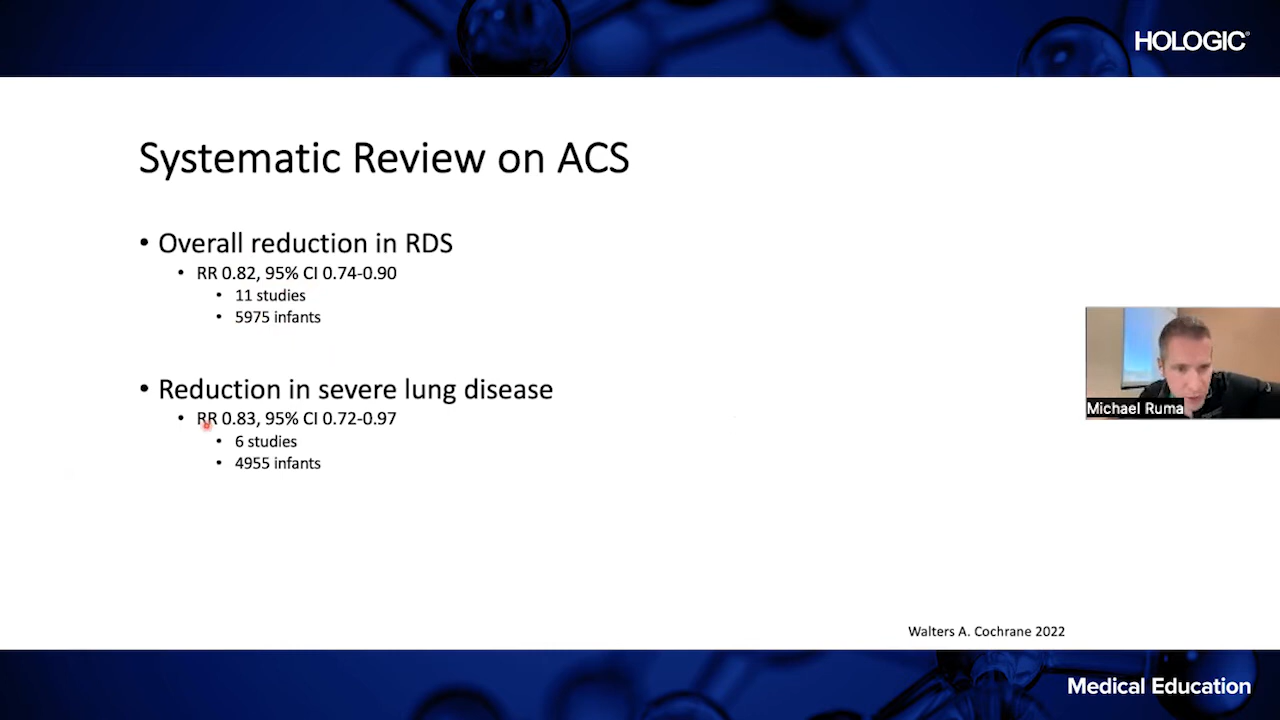 HOLOGIC®
Systematic Review on ACS
• Overall reduction in RDS
• RR 0.82, 95% CI 0.74-0.90
• 11 studies
• 5975 infants
• Reduction in severe lung disease
• RR 0.83, 95% CI 0.72-0.97
• 6 studies
• 4955 infants
Michael Ruma
Walters A. Cochrane 2022
Medical Education